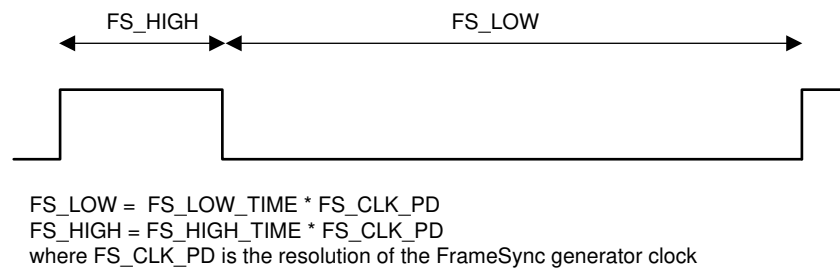 FS_HIGH FS_LOW
FS_LOW = FS_LOW_TIME * FS_CLK_PD
FS_HIGH = FS_HIGH_TIME * FS_CLK_PD
where FS_CLK_PD is the resolution of the FrameSync generator clock